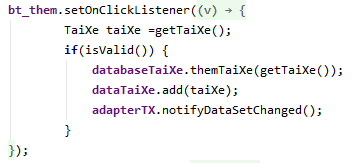 bt_them.setOnClickListener((v) → {
TaiXe taiXe =getTaiXe();
if(isValid()) {
databaseTaiXe.themTaiXe(getTaiXe());
dataTaiXe.add(taiXe);
adapterTX.notifyDataSetChanged();
}
});